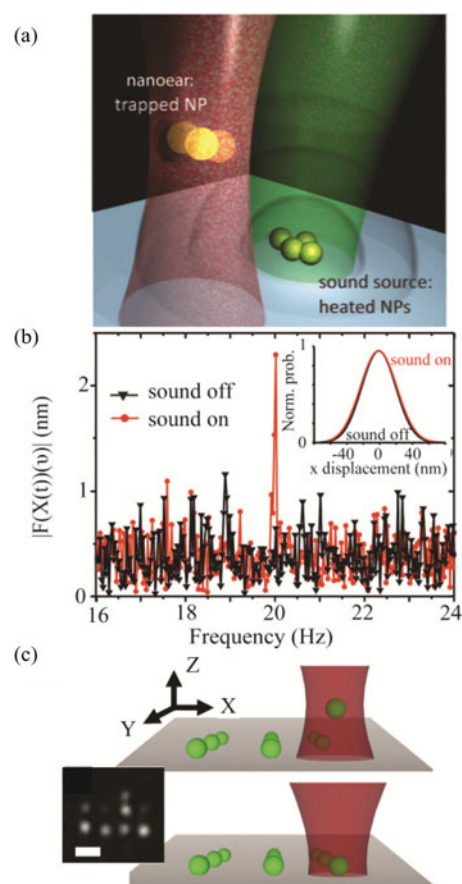 (a)
nanoear:
trapped NP
sound source:
heated NPs
(b)
|F(X(t))(υ)| (nm)
2
1
0
sound off
sound on
Norm. prob.
1
0
sound on
sound off
-40 0 40
x displacement (nm)
16 18 20 22 24
Frequency (Hz)
(c)
Z
X
Y